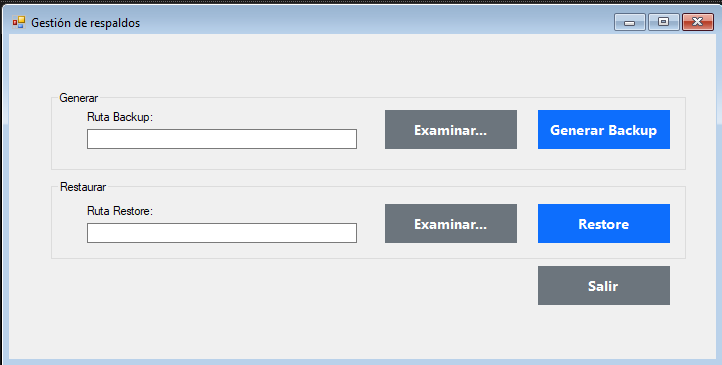 Gestión de respaldos
Generar
Ruta Backup:
Examinar...
Generar Backup
Restaurar
Ruta Restore:
Examinar...
Restore
Salir